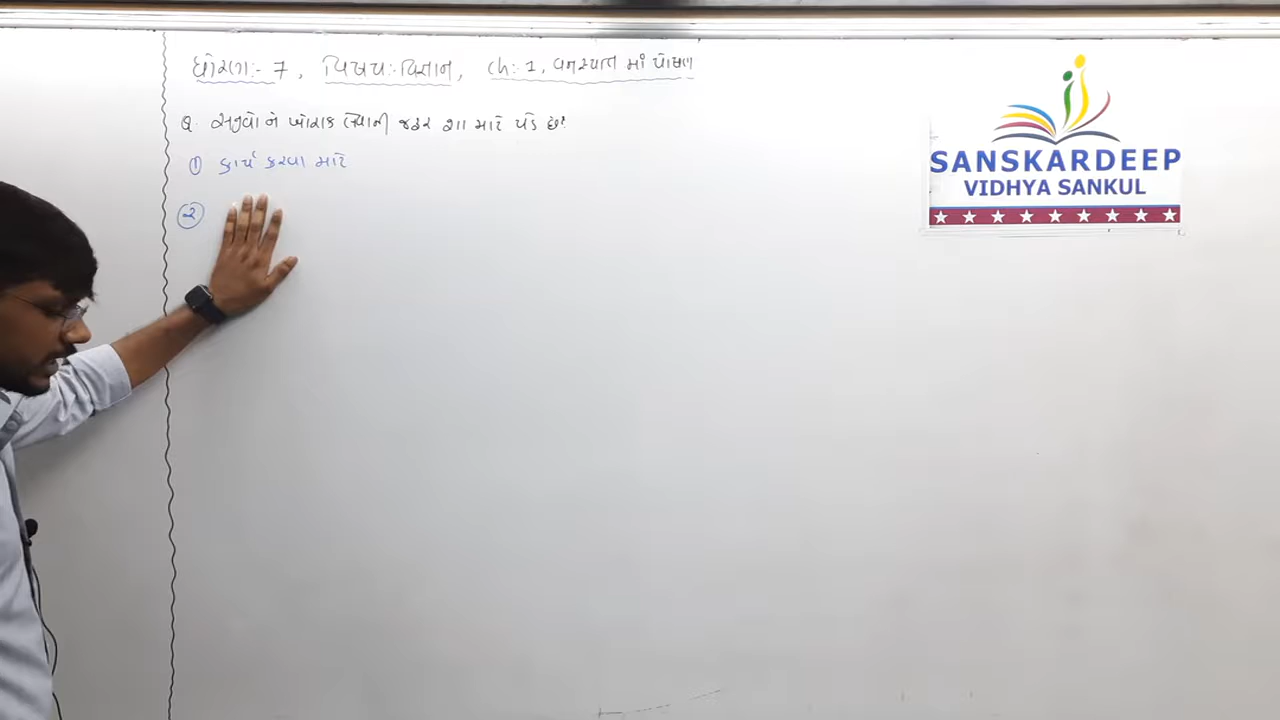 ધોરણ:- 7, વિષય:- વિજ્ઞાન, Ch: 1, વનસ્પતિ માં પોષણ
Q. સજીવો ને ખોરાક લેવાની જરૂર શા માટે પડે છે?
① કાર્ય કરવા માટે
②
SANSKARDEEP
VIDHYA SANKUL